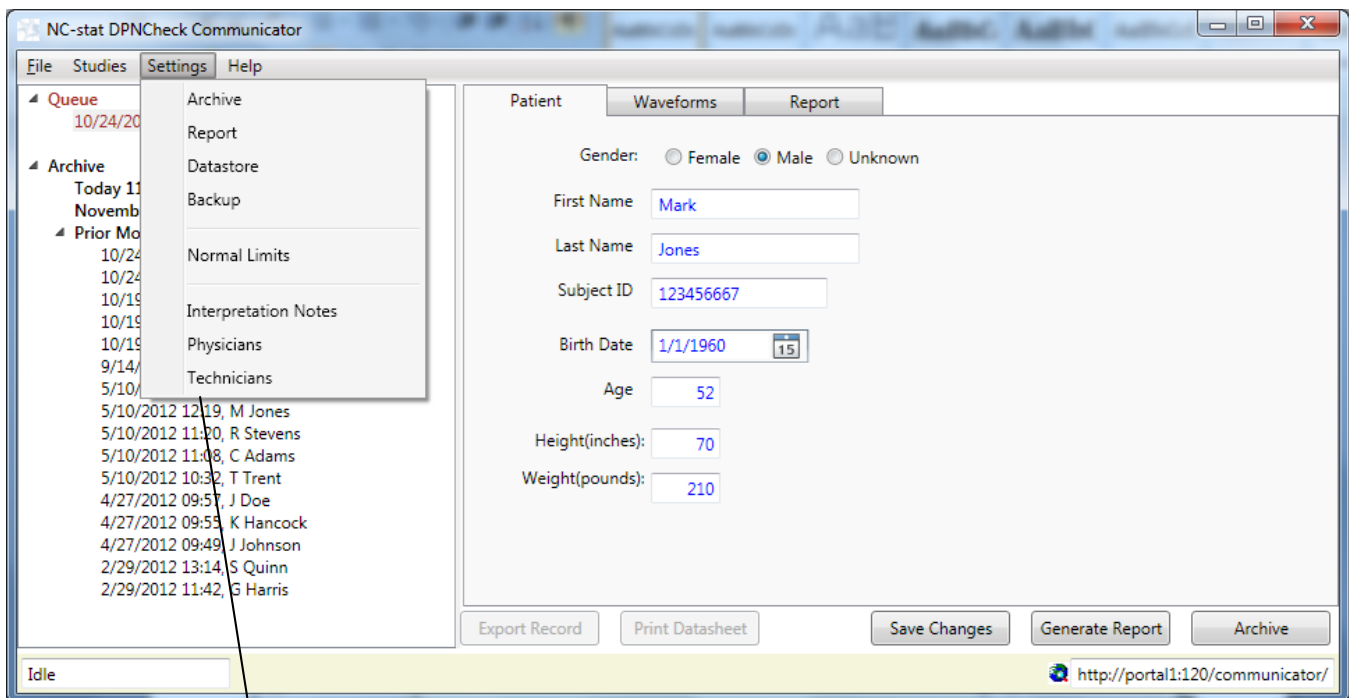 NC-stat DPNCheck Communicator
File Studies Settings Help
Queue
10/24/20
Archive
Today 11
Novemb
Prior Mo
10/24
10/24
10/19
10/19
10/19
9/14/
5/10/
5/10/2012 12:19, M Jones
5/10/2012 11:20, R Stevens
5/10/2012 11:08, C Adams
5/10/2012 10:32, T Trent
4/27/2012 09:57, J Doe
4/27/2012 09:55, K Hancock
4/27/2012 09:49, J Johnson
2/29/2012 13:14, S Quinn
2/29/2012 11:42, G Harris
Archive
Report
Datastore
Backup
Normal Limits
Interpretation Notes
Physicians
Technicians
Patient Waveforms Report
Gender: Female Male Unknown
First Name Mark
Last Name Jones
Subject ID 123456667
Birth Date 1/1/1960 15
Age 52
Height(inches): 70
Weight(pounds): 210
Export Record Print Datasheet Save Changes Generate Report Archive
Idle http://portal1:120/communicator/